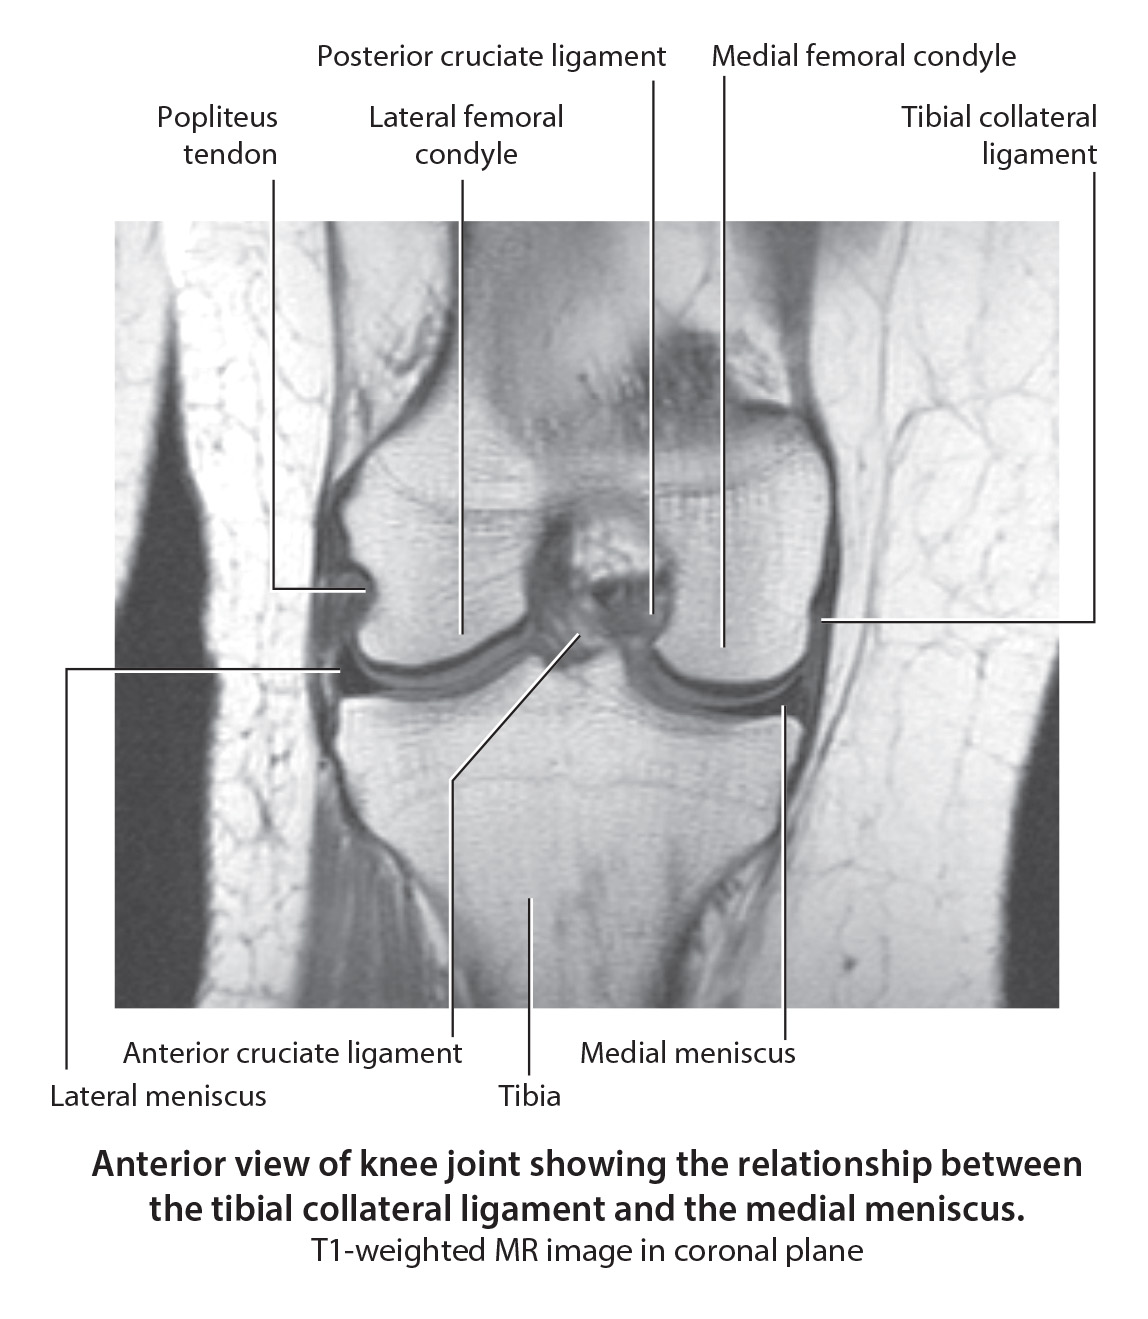 Posterior cruciate ligament
Medial femoral condyle
Popliteus
tendon
Lateral femoral
condyle
Tibial collateral
ligament
Anterior cruciate ligament
Medial meniscus
Lateral meniscus
Tibia
Anterior view of knee joint showing the relationship between
the tibial collateral ligament and the medial meniscus.
T1-weighted MR image in coronal plane